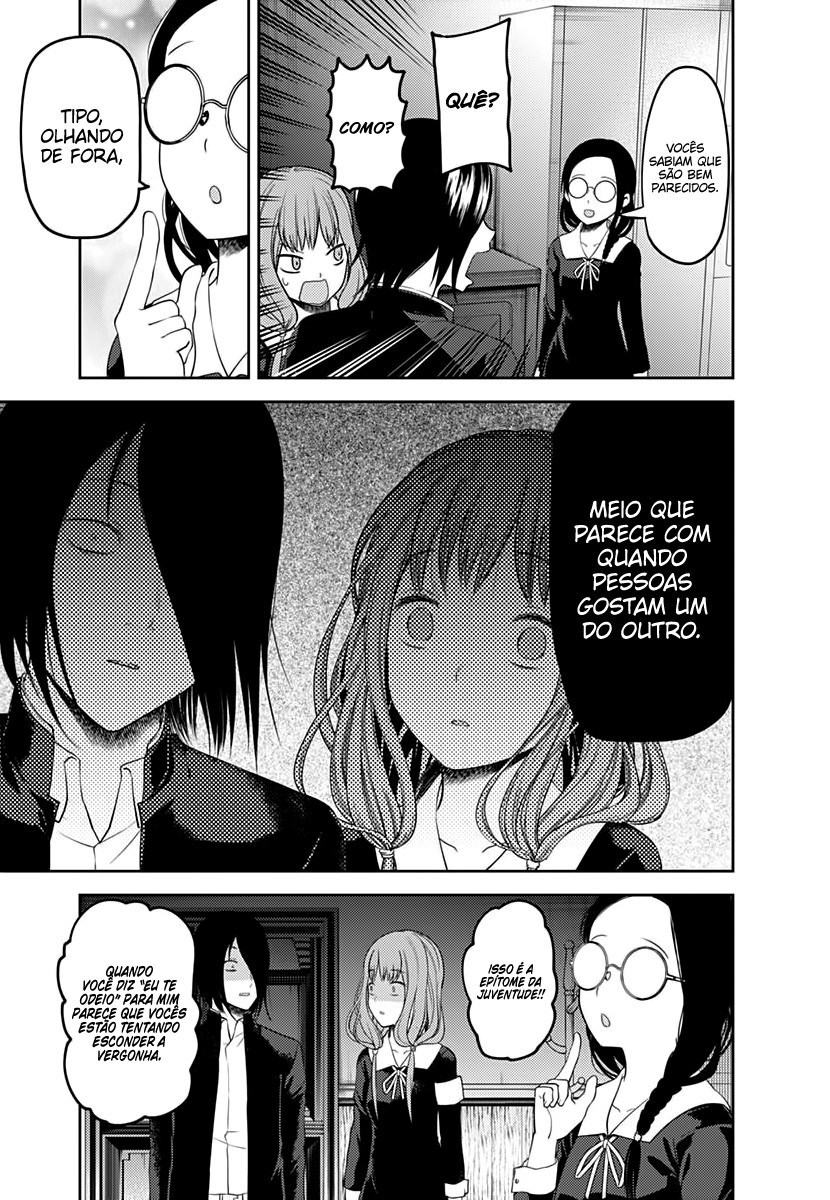 VOCÊS
SABIAM QUE
SÃO BEM
PARECIDOS.
QUÊ?
COMO?
TIPO,
OLHANDO
DE FORA,
MEIO QUE
PARECE COM
QUANDO
PESSOAS
GOSTAM UM
DO OUTRO.
ISSO É A
EPÍTOME DA
JUVENTUDE!!
QUANDO
VOCÊ DIZ "EU TE
ODEIO" PARA MIM
PARECE QUE VOCÊS
ESTÃO TENTANDO
ESCONDER A
VERGONHA.